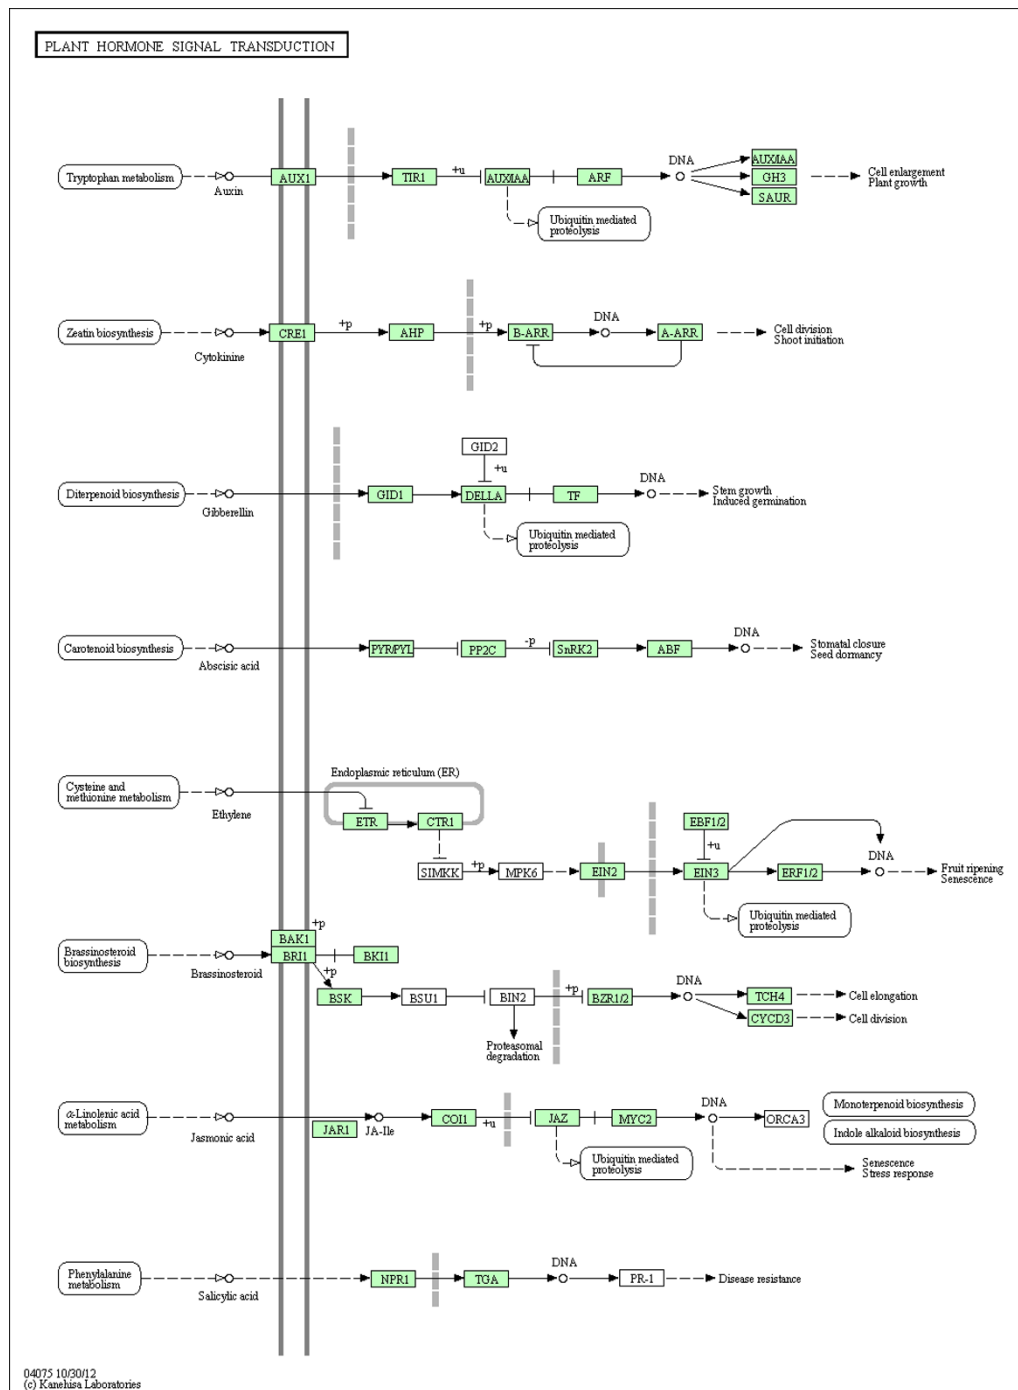 PLANT HORMONE SIGNAL TRANSDUCTION
Tryptophan metabolism
Auxin
AUX1
TIR1
+u
AUX/IAA
ARF
DNA
AUX/IAA
GH3
SAUR
Cell enlargement
Plant growth
Ubiquitin mediated
proteolysis
Zeatin biosynthesis
Cytokinine
CRE1
+p
AHP
+p
B-ARR
DNA
A-ARR
Cell division
Shoot initiation
GID2
+u
Diterpenoid biosynthesis
Gibberellin
GID1
DELLA
TF
DNA
Stem growth
Induced germination
Ubiquitin mediated
proteolysis
Carotenoid biosynthesis
Abscisic acid
PYR/PYL
PP2C
-p
SnRK2
ABF
DNA
Stomatal closure
Seed dormancy
Endoplasmic reticulum (ER)
Cysteine and
methionine metabolism
Ethylene
ETR
CTR1
EBF1/2
+u
SIMKK
+p
MPK6
EIN2
EIN3
ERF1/2
DNA
Fruit ripening
Senescence
Ubiquitin mediated
proteolysis
Brassinosteroid
biosynthesis
Brassinosteroid
BAK1
+p
BRI1
BKI1
+p
BSK
BSU1
BIN2
+p
BZR1/2
DNA
TCH4
Cell elongation
CYCD3
Cell division
Proteasomal
degradation
α-Linolenic acid
metabolism
Jasmonic acid
JAR1
JA-Ile
COI1
+u
JAZ
MYC2
DNA
ORCA3
Monoterpenoid biosynthesis
Indole alkaloid biosynthesis
Ubiquitin mediated
proteolysis
Senescence
Stress response
Phenylalanine
metabolism
Salicylic acid
NPR1
TGA
DNA
PR-1
Disease resistance
04075 10/30/12
(c) Kanehisa Laboratories